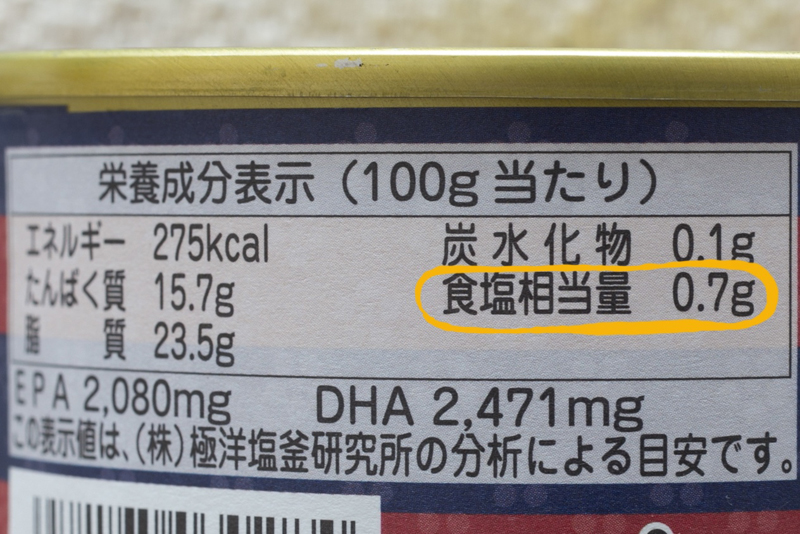 栄養成分表示（100g 当たり）
エネルギー 275kcal 炭水化物 0.1g
たんぱく質 15.7g 食塩相当量 0.7g
脂質 23.5g
EPA 2,080mg DHA 2,471mg
この表示値は、（株）極洋塩釜研究所の分析による目安です。